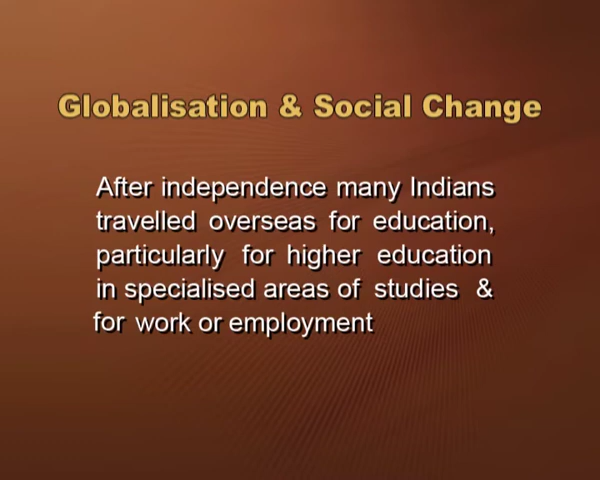 Globalisation & Social Change
After independence many Indians
travelled overseas for education,
particularly for higher education
in specialised areas of studies &
for work or employment